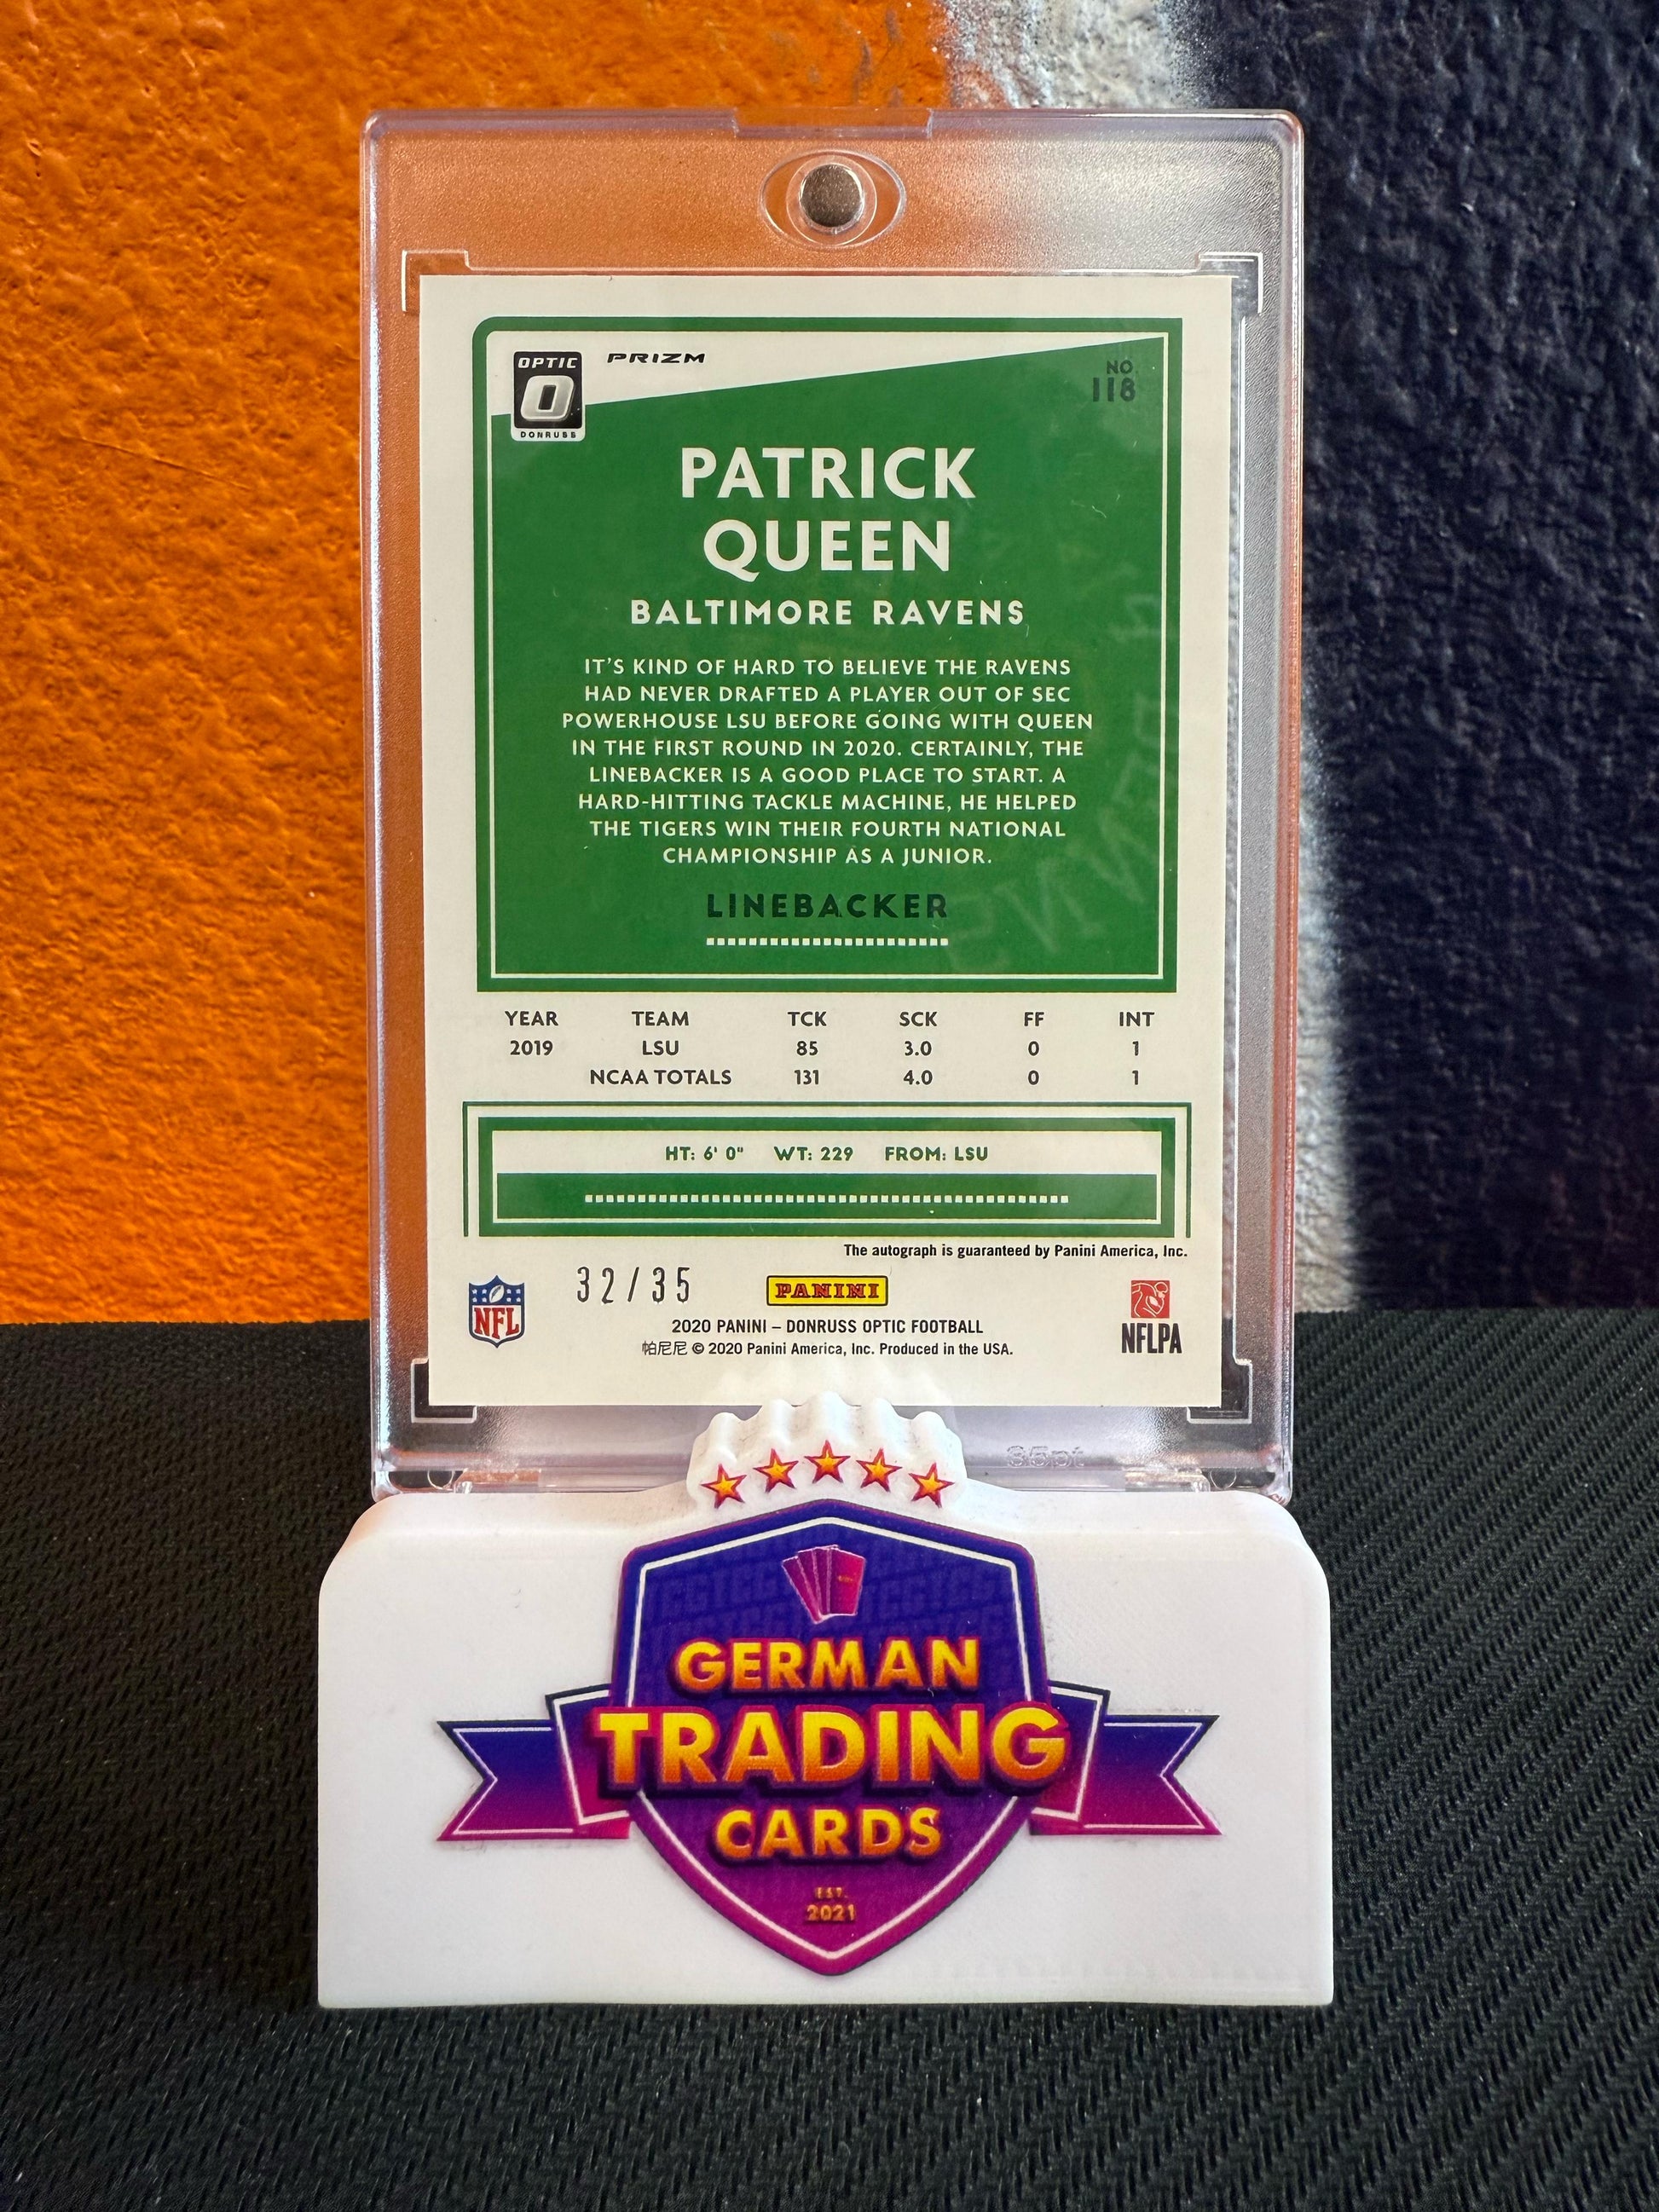 OPTIC
O
DONRUSS
PRIZM
NO.
118
PATRICK
QUEEN
BALTIMORE RAVENS
IT'S KIND OF HARD TO BELIEVE THE RAVENS
HAD NEVER DRAFTED A PLAYER OUT OF SEC
POWERHOUSE LSU BEFORE GOING WITH QUEEN
IN THE FIRST ROUND IN 2020. CERTAINLY, THE
LINEBACKER IS A GOOD PLACE TO START. A
HARD-HITTING TACKLE MACHINE, HE HELPED
THE TIGERS WIN THEIR FOURTH NATIONAL
CHAMPIONSHIP AS A JUNIOR.
LINEBACKER
YEAR TEAM TCK SCK FF INT
2019 LSU 85 3.0 0 1
NCAA TOTALS 131 4.0 0 1
HT: 6' 0" WT: 229 FROM: LSU
The autograph is guaranteed by Panini America, Inc.
NFL
32/35
PANINI
NFLPA
2020 PANINI – DONRUSS OPTIC FOOTBALL
帕尼尼 © 2020 Panini America, Inc. Produced in the USA.
35pt
GERMAN
TRADING
CARDS
EST.
2021